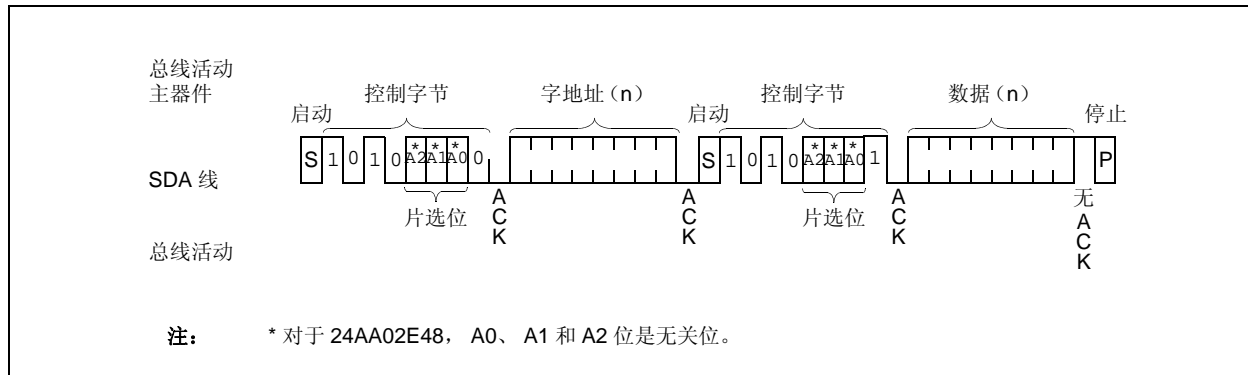 总线活动
主器件
启动 控制字节 字地址（n） 启动 控制字节 数据（n） 停止
SDA 线
S 1 0 1 0 A2* A1* A0* 0 S 1 0 1 0 A2* A1* A0* 1 P
片选位 ACK ACK 片选位 ACK 无 ACK
总线活动
注： * 对于 24AA02E48， A0、 A1 和 A2 位是无关位。